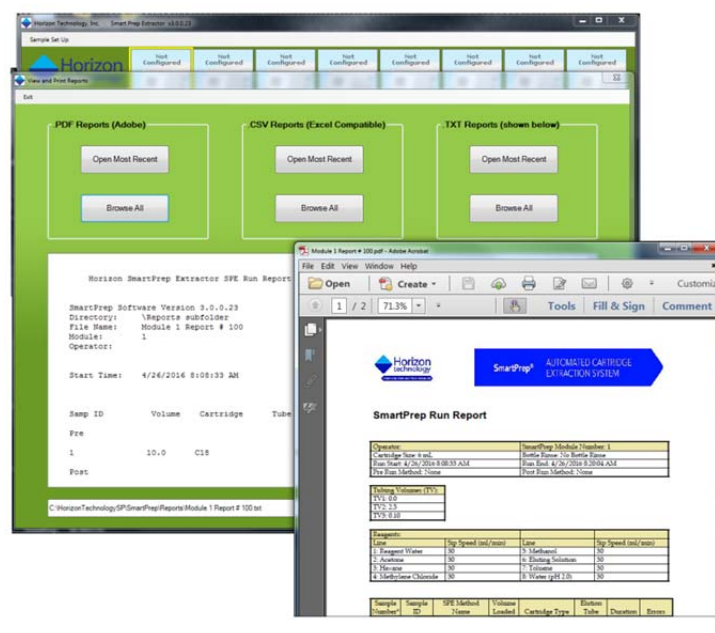 Horizon Technology, Inc. Smart Prep Extractor v3.0.0.23
Sample Set Up
Horizon
Not Configured Not Configured Not Configured Not Configured Not Configured Not Configured Not Configured Not Configured
View and Print Reports
Exit
.PDF Reports (Adobe) .CSV Reports (Excel Compatible) .TXT Reports (shown below)
Open Most Recent Open Most Recent Open Most Recent
Browse All Browse All Browse All
Horizon SmartPrep Extractor SPE Run Report
SmartPrep Software Version 3.0.0.23
Directory: \Reports subfolder
File Name: Module 1 Report # 100
Module: 1
Operator:
Start Time: 4/26/2016 8:08:33 AM
Samp ID Volume Cartridge Tube
Pre
1 10.0 C18
Post
C:\HorizonTechnologySP\SmartPrep\Reports\Module 1 Report # 100.txt
Module 1 Report # 100.pdf - Adobe Acrobat
File Edit View Window Help
Open Create Customiz
1 / 2 71.3% Tools Fill & Sign Comment
Horizon
technology
SmartPrep® AUTOMATED CARTRIDGE
EXTRACTION SYSTEM
SmartPrep Run Report
Operator: SmartPrep Module Number: 1
Cartridge Size: 6 mL Bottle Rinse: No Bottle Rinse
Run Start: 4/26/2016 8:08:33 AM Run End: 4/26/2016 8:20:04 AM
Pre Run Method: None Post Run Method: None
Tubing Volumes (TV):
TV1: 0.0
TV2: 2.5
TV3: 0.10
Reagents:
Line Sip Speed (mL/min) Line Sip Speed (mL/min)
1: Reagent Water 30 5: Methanol 30
2: Acetone 30 6: Eluting Solution 30
3: Hexane 30 7: Toluene 30
4: Methylene Chloride 30 8: Water (pH 2.0) 30
Sample Sample SPE Method Volume Elution
Number* ID Name Loaded Cartridge Type Tube Duration Errors